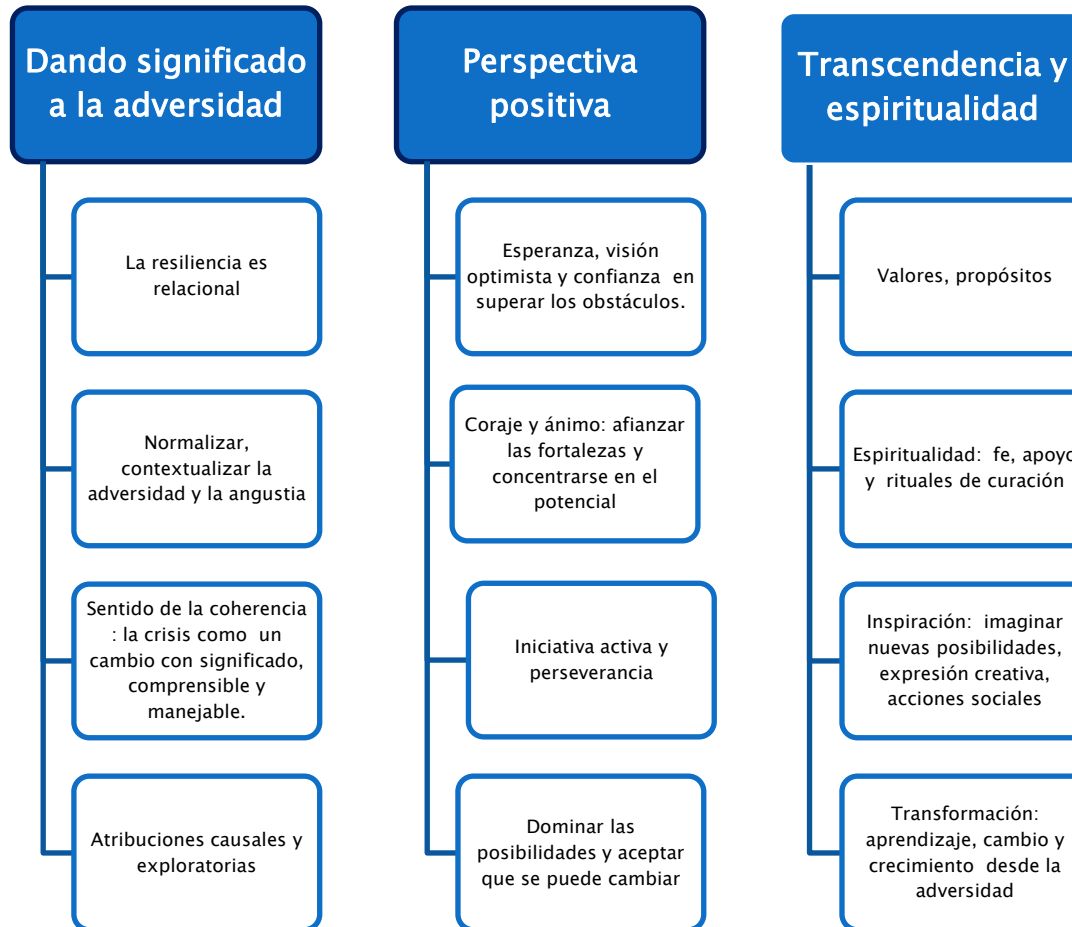 Dando significado
a la adversidad
La resiliencia es
relacional
Normalizar,
contextualizar la
adversidad y la angustia
Sentido de la coherencia
: la crisis como un
cambio con significado,
comprensible y
manejable.
Atribuciones causales y
exploratorias
Perspectiva
positiva
Esperanza, visión
optimista y confianza en
superar los obstáculos.
Coraje y ánimo: afianzar
las fortalezas y
concentrarse en el
potencial
Iniciativa activa y
perseverancia
Dominar las
posibilidades y aceptar
que se puede cambiar
Transcendencia y
espiritualidad
Valores, propósitos
Espiritualidad: fe, apoyo
y rituales de curación
Inspiración: imaginar
nuevas posibilidades,
expresión creativa,
acciones sociales
Transformación:
aprendizaje, cambio y
crecimiento desde la
adversidad